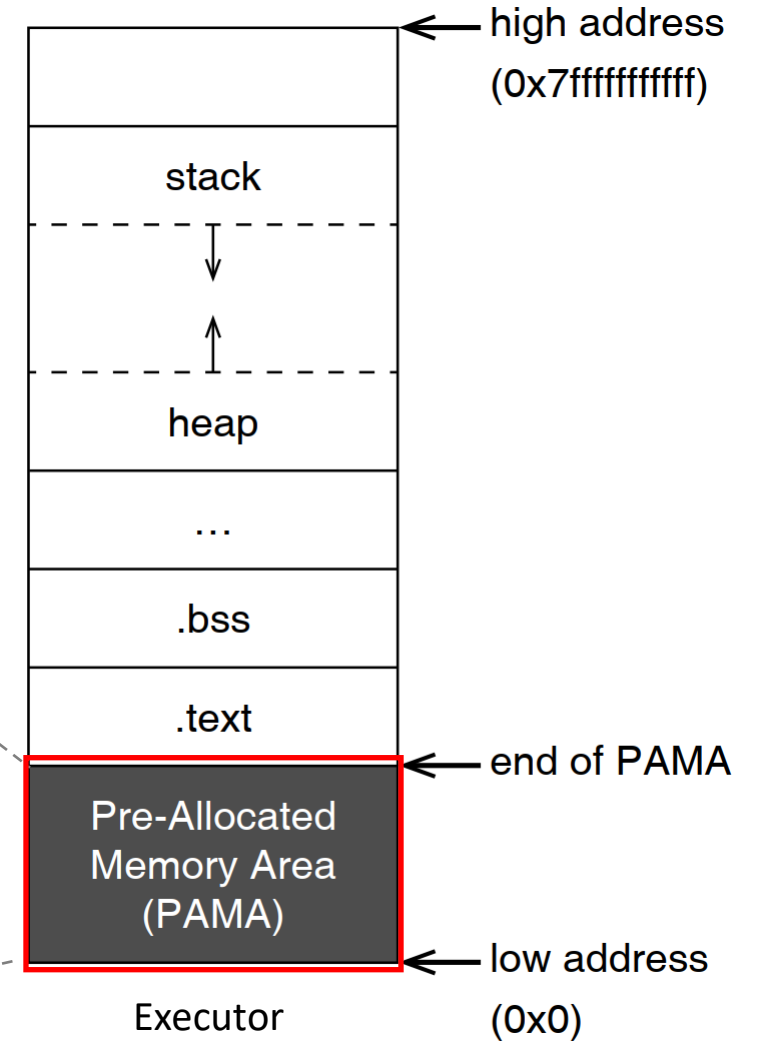 high address
(0x7fffffffffff)
stack
heap
...
.bss
.text
end of PAMA
Pre-Allocated
Memory Area
(PAMA)
low address
(0x0)
Executor